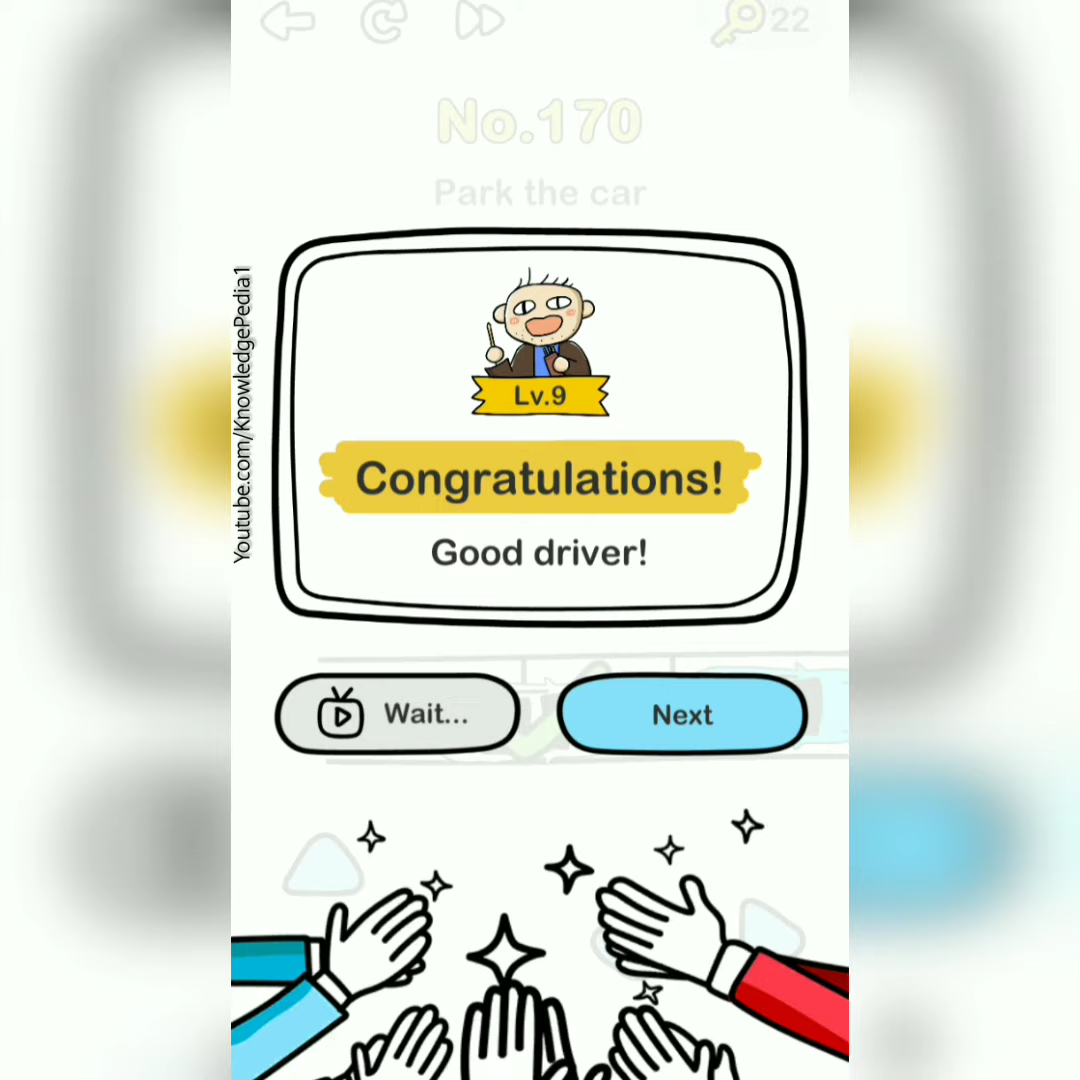 22
No.170
Park the car
Youtube.com/KnowledgePedia1
Lv.9
Congratulations!
Good driver!
Wait...
Next